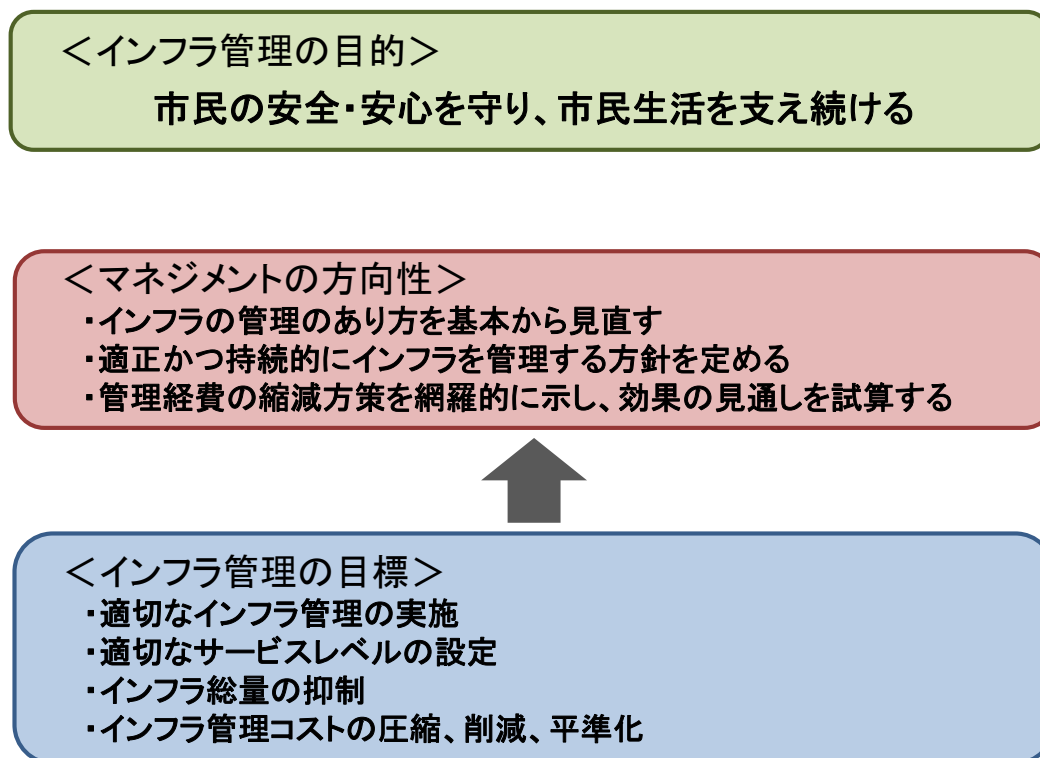 ＜インフラ管理の目的＞
市民の安全・安心を守り、市民生活を支え続ける
＜マネジメントの方向性＞
・インフラの管理のあり方を基本から見直す
・適正かつ持続的にインフラを管理する方針を定める
・管理経費の縮減方策を網羅的に示し、効果の見通しを試算する
＜インフラ管理の目標＞
・適切なインフラ管理の実施
・適切なサービスレベルの設定
・インフラ総量の抑制
・インフラ管理コストの圧縮、削減、平準化